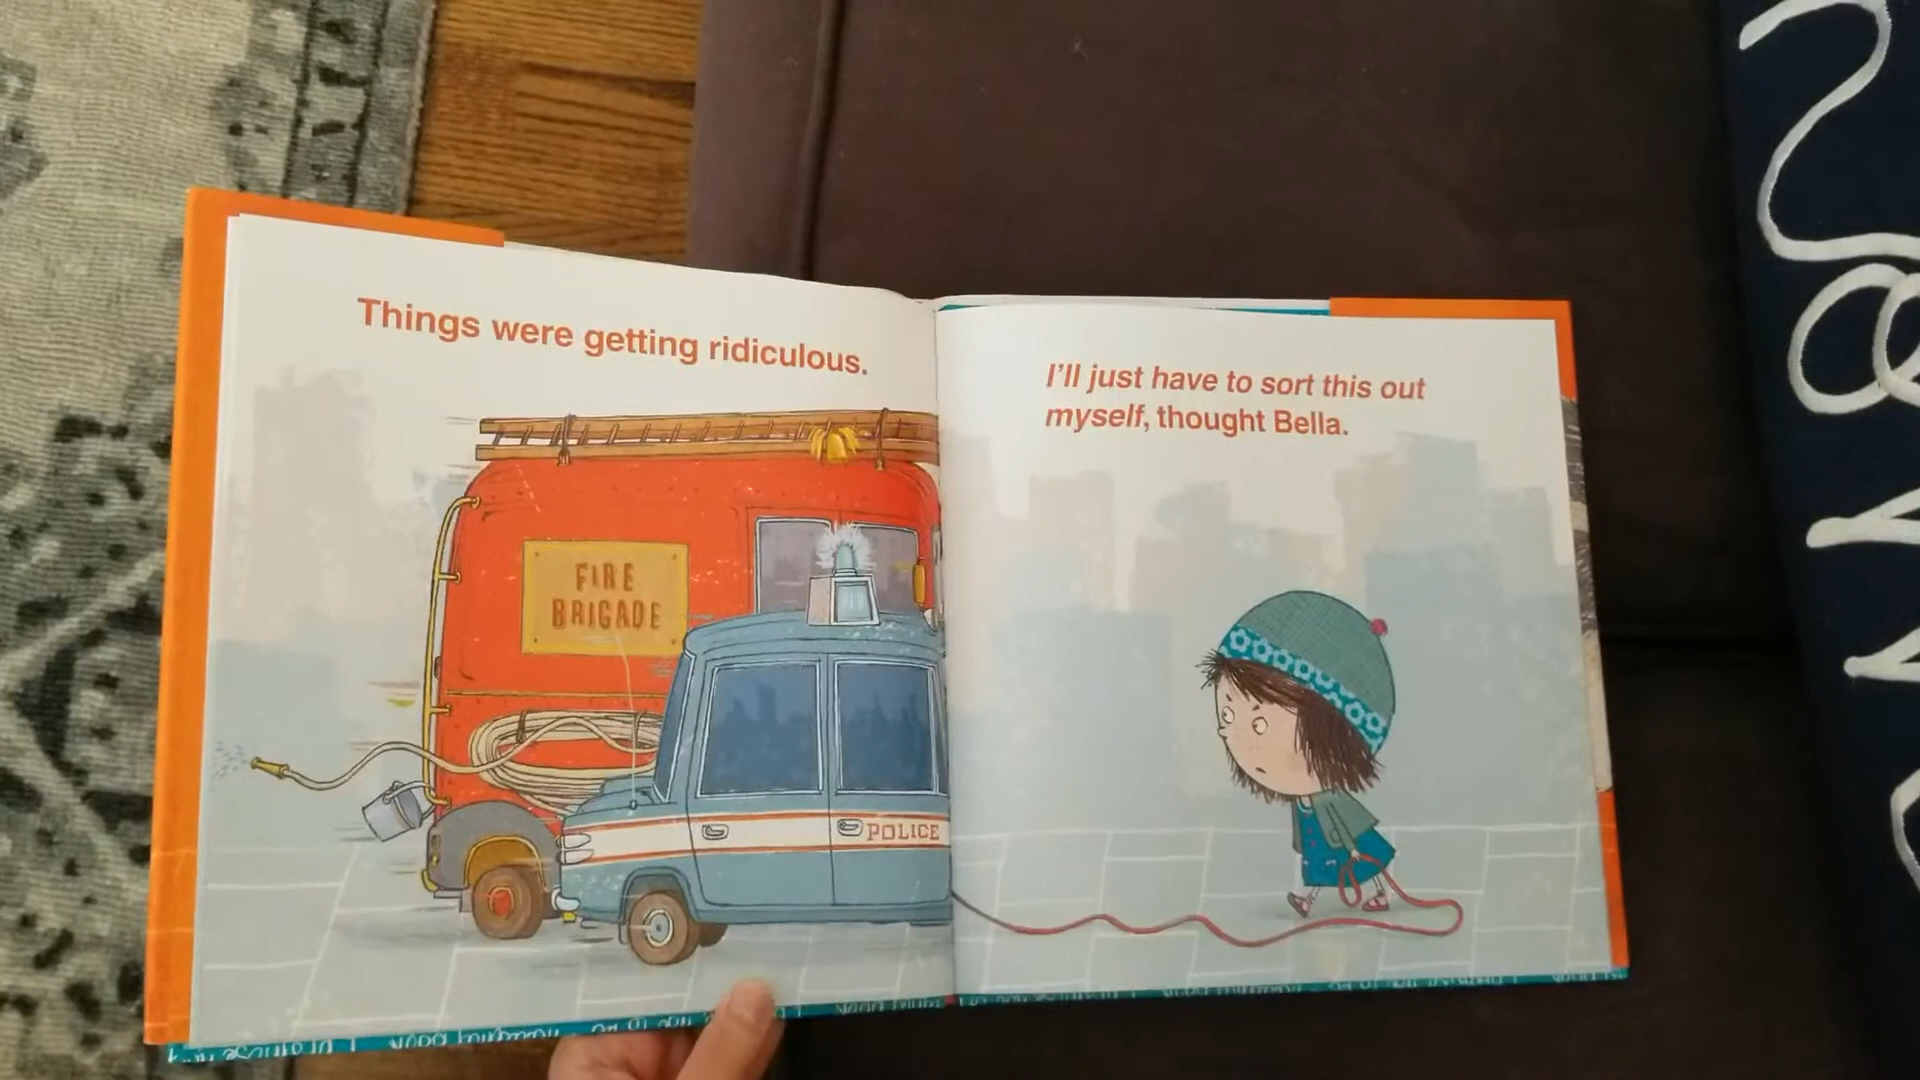 Things were getting ridiculous.
FIRE
BRIGADE
POLICE
I'll just have to sort this out
myself, thought Bella.